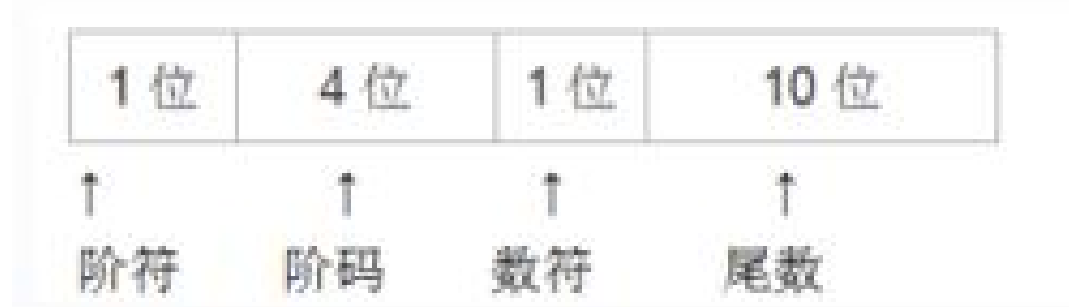 1 位 4 位 1 位 10 位
↑ ↑ ↑ ↑
阶符 阶码 数符 尾数